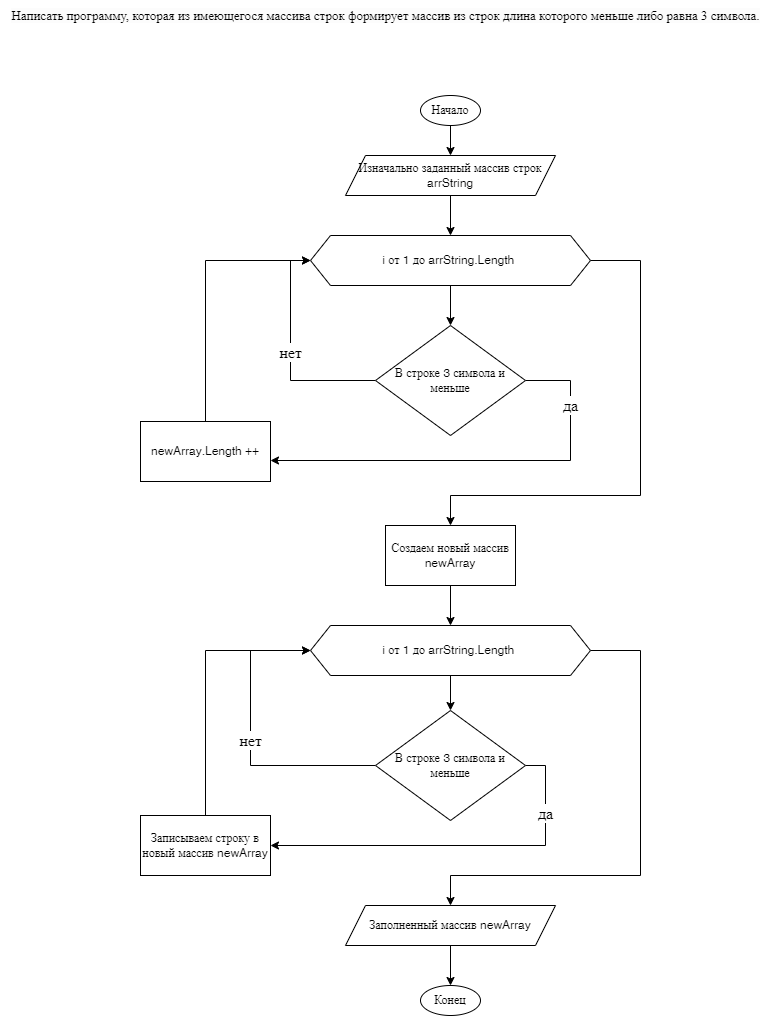 Написать программу, которая из имеющегося массива строк формирует массив из строк длина которого меньше либо равна 3 символа.
Начало
Изначально заданный массив строк
arrString
i от 1 до arrString.Length
нет
В строке 3 символа и
меньше
да
newArray.Length ++
Создаем новый массив
newArray
i от 1 до arrString.Length
нет
В строке 3 символа и
меньше
да
Записываем строку в
новый массив newArray
Заполненный массив newArray
Конец